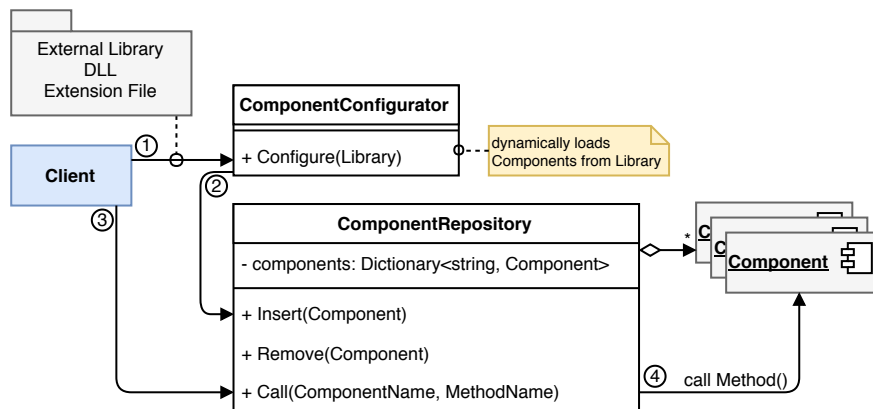 External Library
DLL
Extension File
ComponentConfigurator
+ Configure(Library)
dynamically loads
Components from Library
1
Client
2
3
ComponentRepository
- components: Dictionary<string, Component>
+ Insert(Component)
+ Remove(Component)
+ Call(ComponentName, MethodName)
*
C
C
Component
4
call Method()